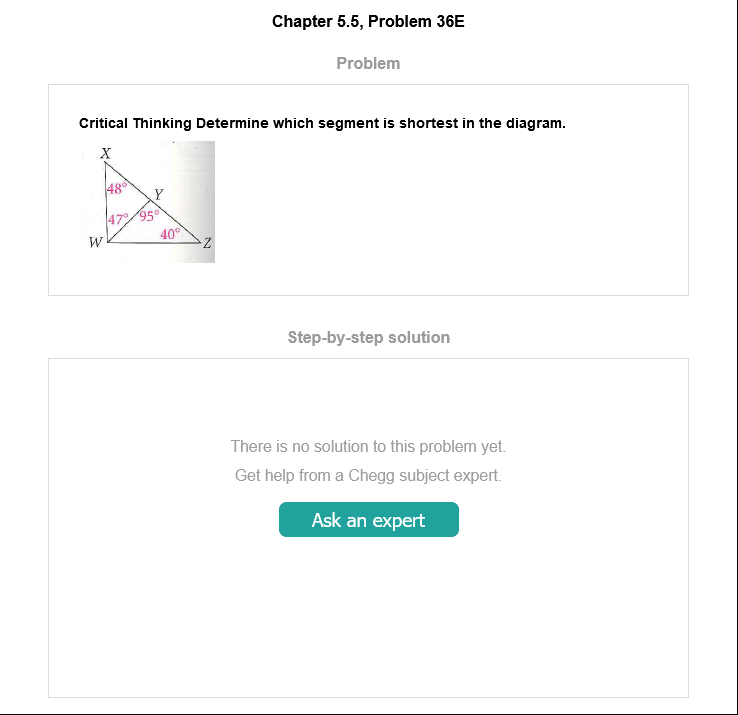 Chapter 5.5, Problem 36E
Problem
Critical Thinking Determine which segment is shortest in the diagram.
X
48°
Y
47° 95°
40°
W
Z
Step-by-step solution
There is no solution to this problem yet.
Get help from a Chegg subject expert.
Ask an expert